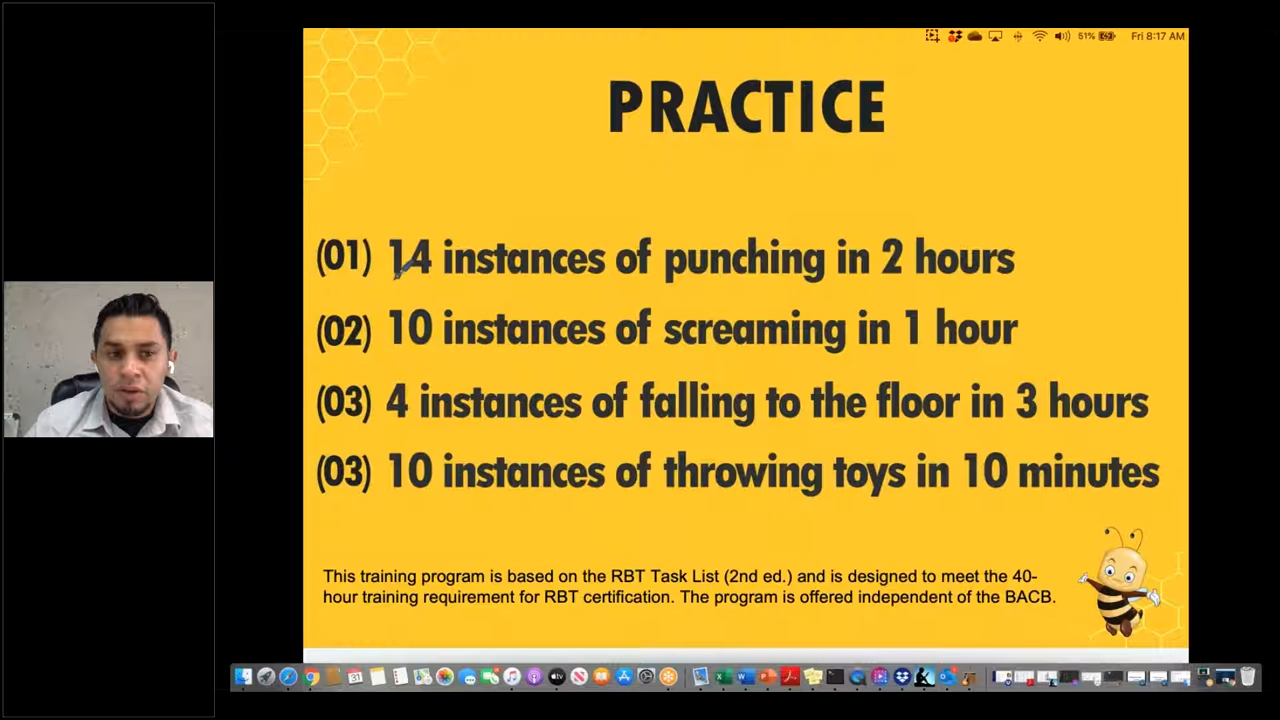 51% Fri 8:17 AM
PRACTICE
(01) 14 instances of punching in 2 hours
(02) 10 instances of screaming in 1 hour
(03) 4 instances of falling to the floor in 3 hours
(03) 10 instances of throwing toys in 10 minutes
This training program is based on the RBT Task List (2nd ed.) and is designed to meet the 40-
hour training requirement for RBT certification. The program is offered independent of the BACB.
31